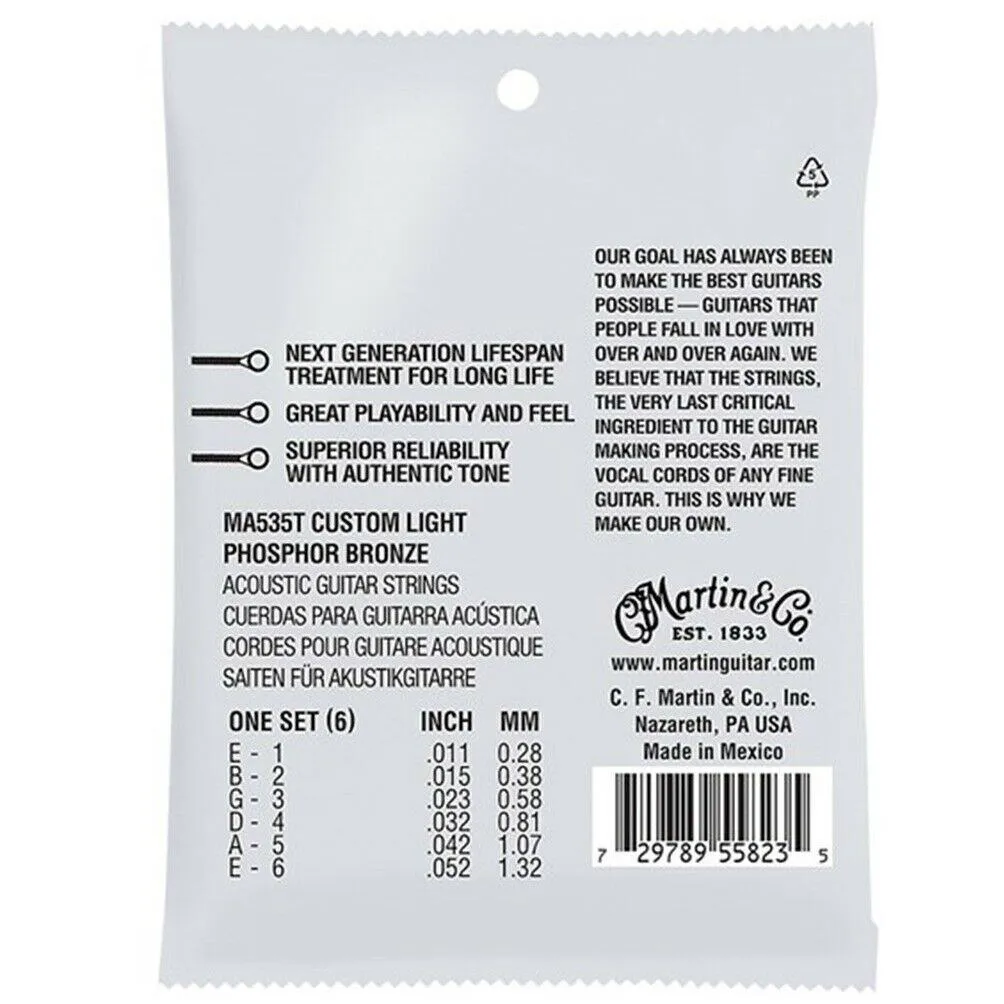 5
PP
OUR GOAL HAS ALWAYS BEEN
TO MAKE THE BEST GUITARS
POSSIBLE — GUITARS THAT
PEOPLE FALL IN LOVE WITH
OVER AND OVER AGAIN. WE
BELIEVE THAT THE STRINGS,
THE VERY LAST CRITICAL
INGREDIENT TO THE GUITAR
MAKING PROCESS, ARE THE
VOCAL CORDS OF ANY FINE
GUITAR. THIS IS WHY WE
MAKE OUR OWN.
NEXT GENERATION LIFESPAN
TREATMENT FOR LONG LIFE
GREAT PLAYABILITY AND FEEL
SUPERIOR RELIABILITY
WITH AUTHENTIC TONE
MA535T CUSTOM LIGHT
PHOSPHOR BRONZE
ACOUSTIC GUITAR STRINGS
CUERDAS PARA GUITARRA ACÚSTICA
CORDES POUR GUITARE ACOUSTIQUE
SAITEN FÜR AKUSTIKGITARRE
ONE SET (6) INCH MM
E - 1 .011 0.28
B - 2 .015 0.38
G - 3 .023 0.58
D - 4 .032 0.81
A - 5 .042 1.07
E - 6 .052 1.32
CF Martin & Co.
EST. 1833
www.martinguitar.com
C. F. Martin & Co., Inc.
Nazareth, PA USA
Made in Mexico
7 29789 55823 5